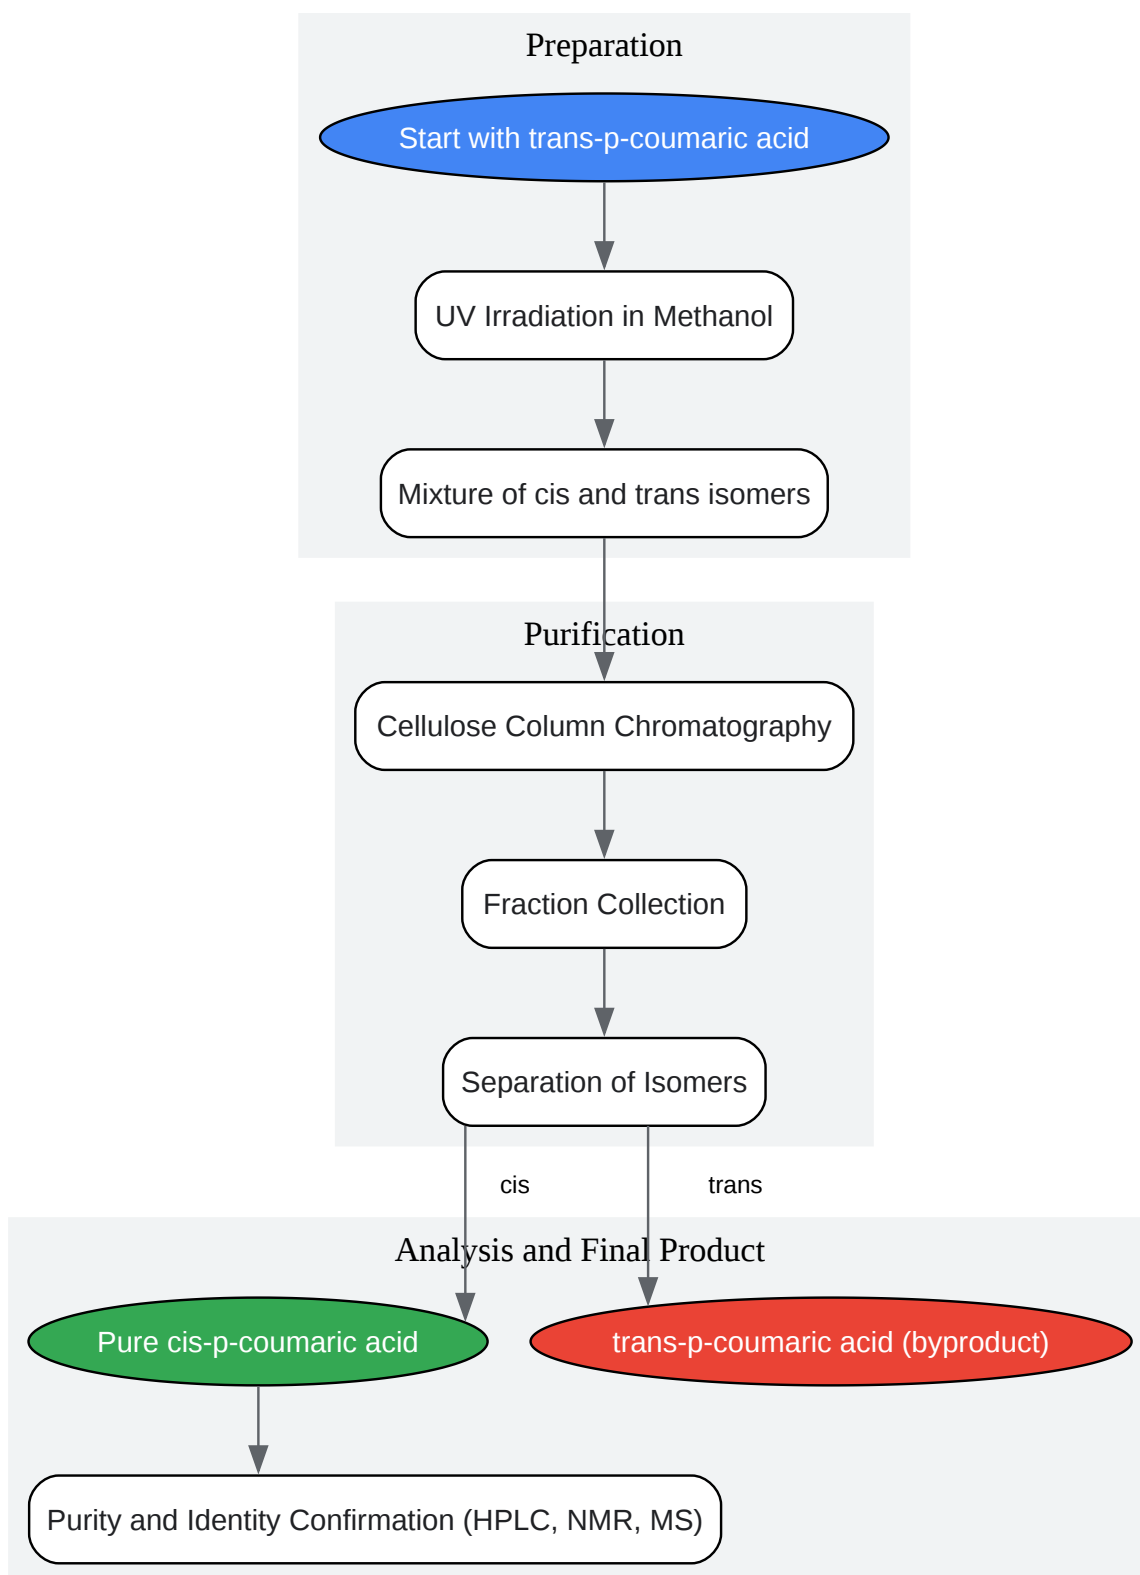 Preparation
Start with trans-p-coumaric acid
UV Irradiation in Methanol
Mixture of cis and trans isomers
Purification
Cellulose Column Chromatography
Fraction Collection
Separation of Isomers
cis
trans
Analysis and Final Product
Pure cis-p-coumaric acid
trans-p-coumaric acid (byproduct)
Purity and Identity Confirmation (HPLC, NMR, MS)